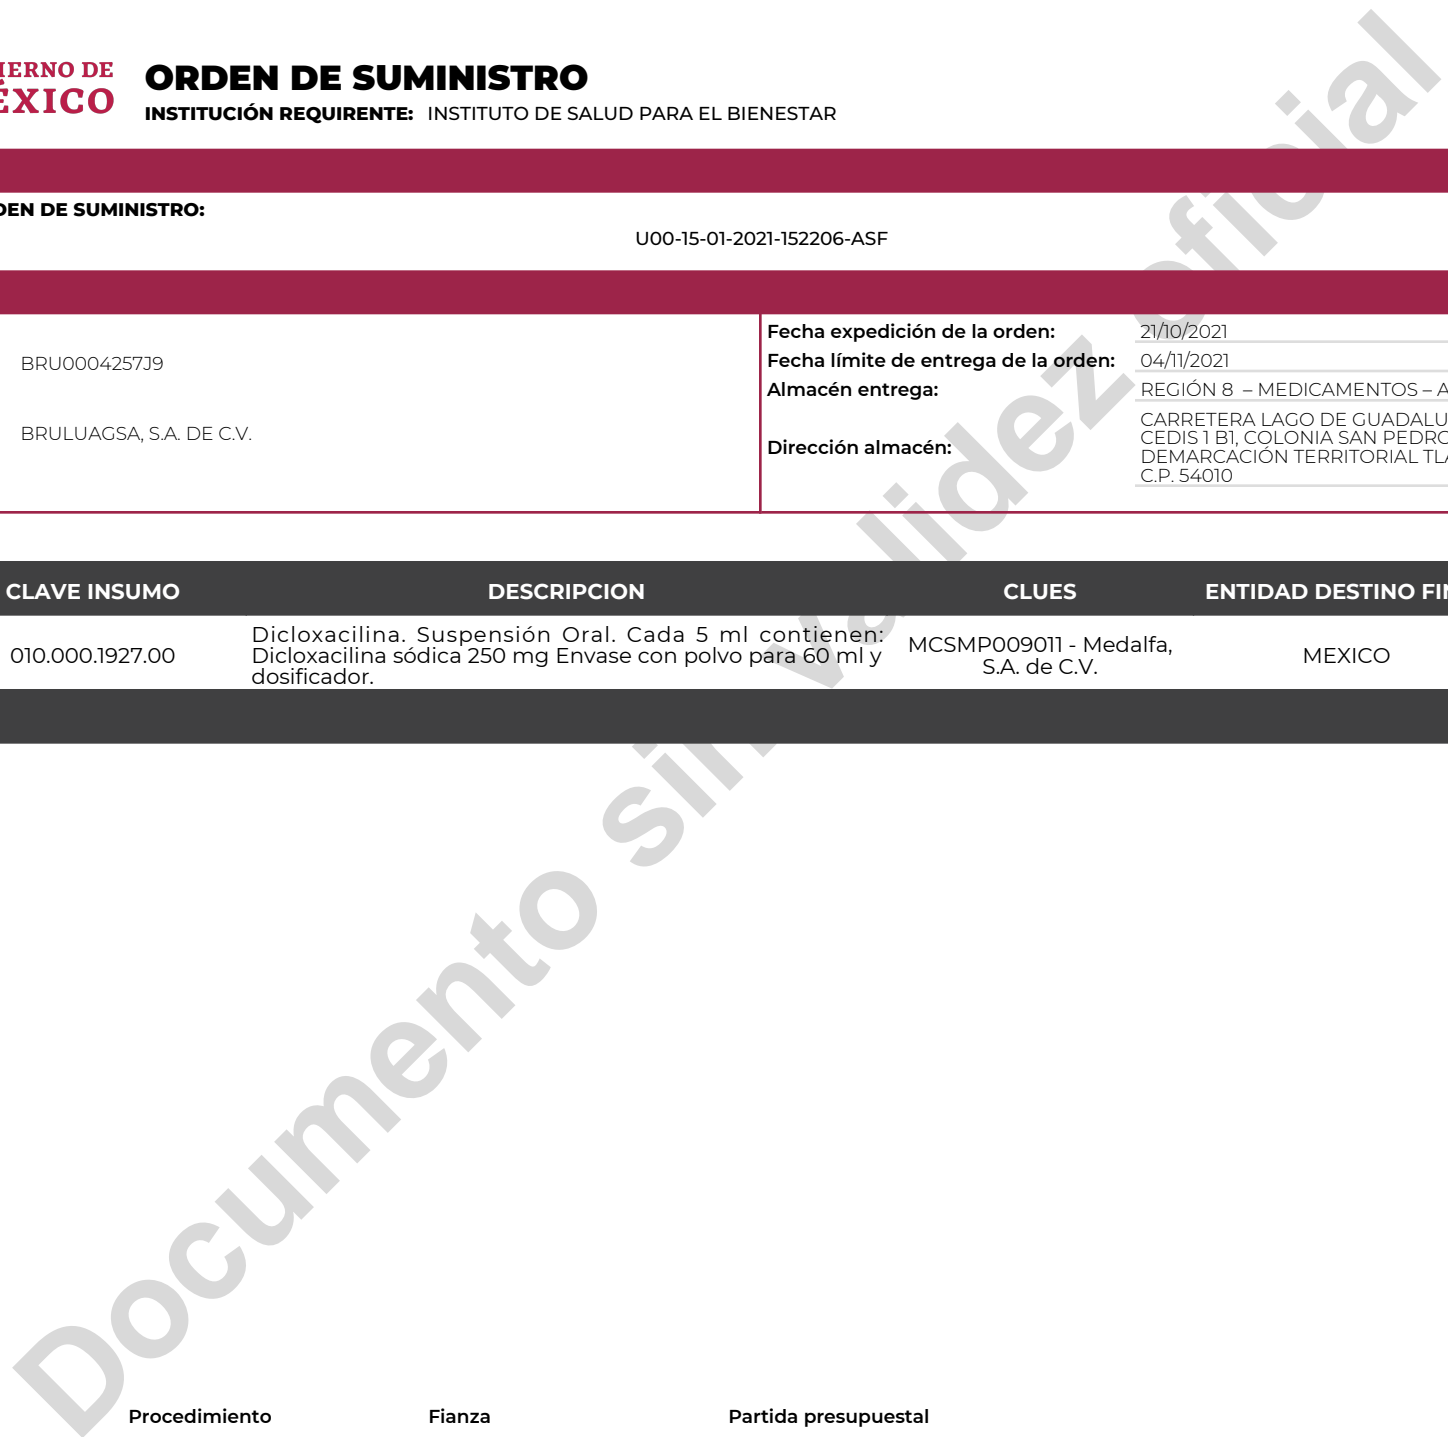 IERNO DE
ÉXICO
ORDEN DE SUMINISTRO
INSTITUCIÓN REQUIRENTE: INSTITUTO DE SALUD PARA EL BIENESTAR
DEN DE SUMINISTRO:
U00-15-01-2021-152206-ASF
BRU0004257J9
BRULUAGSA, S.A. DE C.V.
Fecha expedición de la orden: 21/10/2021
Fecha límite de entrega de la orden: 04/11/2021
Almacén entrega: REGIÓN 8 – MEDICAMENTOS – A
Dirección almacén:
CARRETERA LAGO DE GUADALU
CEDIS 1 B1, COLONIA SAN PEDRO
DEMARCACIÓN TERRITORIAL TLA
C.P. 54010
CLAVE INSUMO DESCRIPCION CLUES ENTIDAD DESTINO FIN
010.000.1927.00
Dicloxacilina. Suspensión Oral. Cada 5 ml contienen:
Dicloxacilina sódica 250 mg Envase con polvo para 60 ml y
dosificador.
MCSMP009011 - Medalfa,
S.A. de C.V.
MEXICO
Documento sin validez oficial
Procedimiento Fianza Partida presupuestal